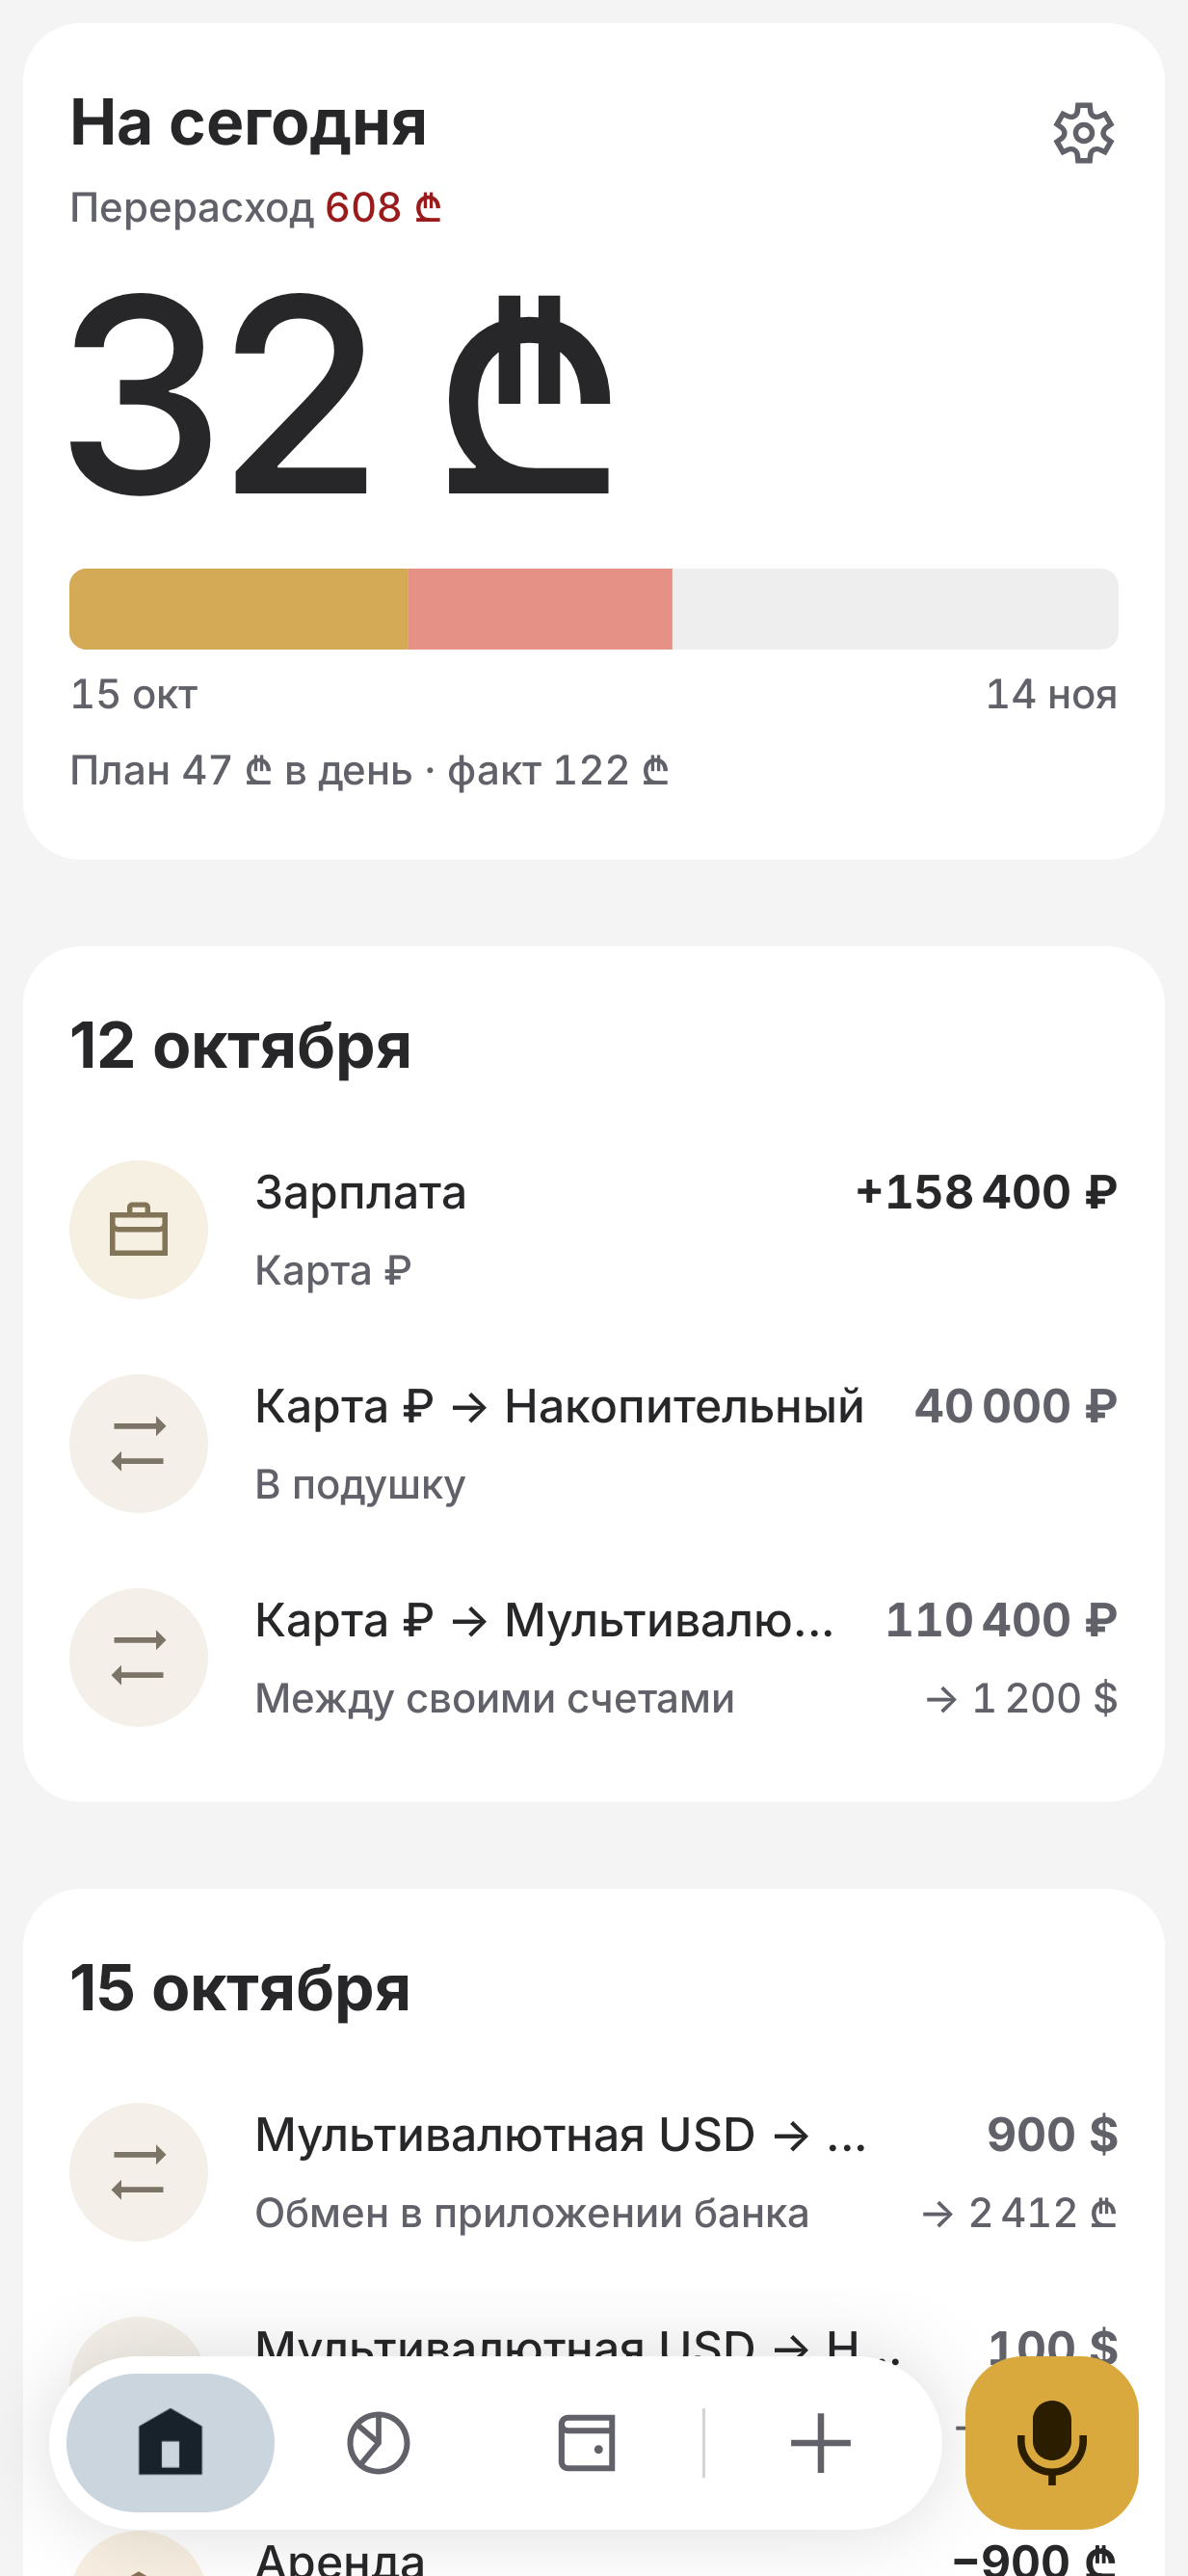 На сегодня
Перерасход 608 ₾
32 ₾
15 окт 14 ноя
План 47 ₾ в день · факт 122 ₾
12 октября
Зарплата +158 400 ₽
Карта ₽
Карта ₽ → Накопительный 40 000 ₽
В подушку
Карта ₽ → Мультивалю... 110 400 ₽
Между своими счетами → 1 200 $
15 октября
Мультивалютная USD → ... 900 $
Обмен в приложении банка → 2 412 ₾
Мультивалютная USD → Н... 100 $
Аренда −900 ₾